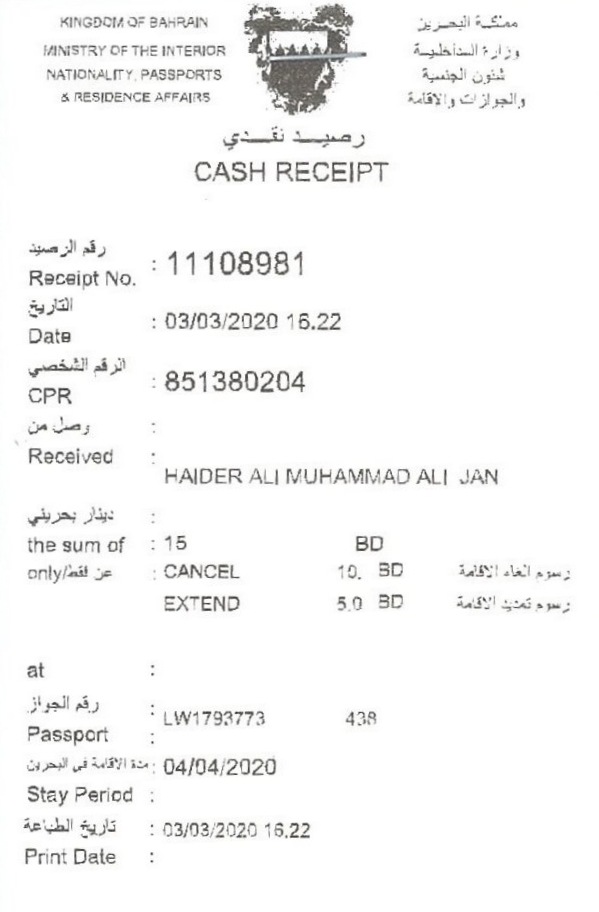 KINGDOM OF BAHRAIN
MINISTRY OF THE INTERIOR
NATIONALITY, PASSPORTS
& RESIDENCE AFFAIRS
مملكة البحرين
وزارة الداخلية
شئون الجنسية
والجوازات والاقامة
رصيد نقدي
CASH RECEIPT
رقم الرصيد
Receipt No. : 11108981
التاريخ
Date : 03/03/2020 16.22
الرقم الشخصي
CPR : 851380204
وصل من :
Received :
HAIDER ALI MUHAMMAD ALI JAN
دينار بحريني :
the sum of : 15 BD
only/عن فقط : CANCEL 10. BD رسوم الغاء الاقامة
EXTEND 5.0 BD رسوم تمديد الاقامة
at :
رقم الجواز :
Passport : LW1793773 438
مدة الاقامة في البحرين : 04/04/2020
Stay Period :
تاريخ الطباعة : 03/03/2020 16.22
Print Date :